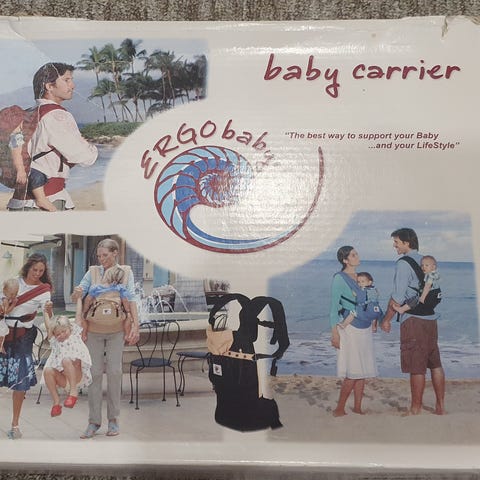 baby carrier
ERGObaby
"The best way to support your Baby
...and your LifeStyle"